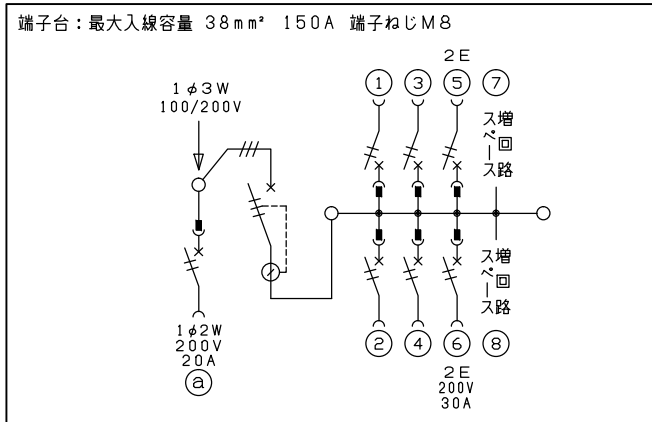 端子台：最大入線容量 38mm² 150A 端子ねじM8
1φ3W
100/200V
2E
① ③ ⑤ ⑦
増回路
スペース
増回路
スペース
② ④ ⑥ ⑧
2E
200V
30A
1φ2W
200V
20A
ⓐ